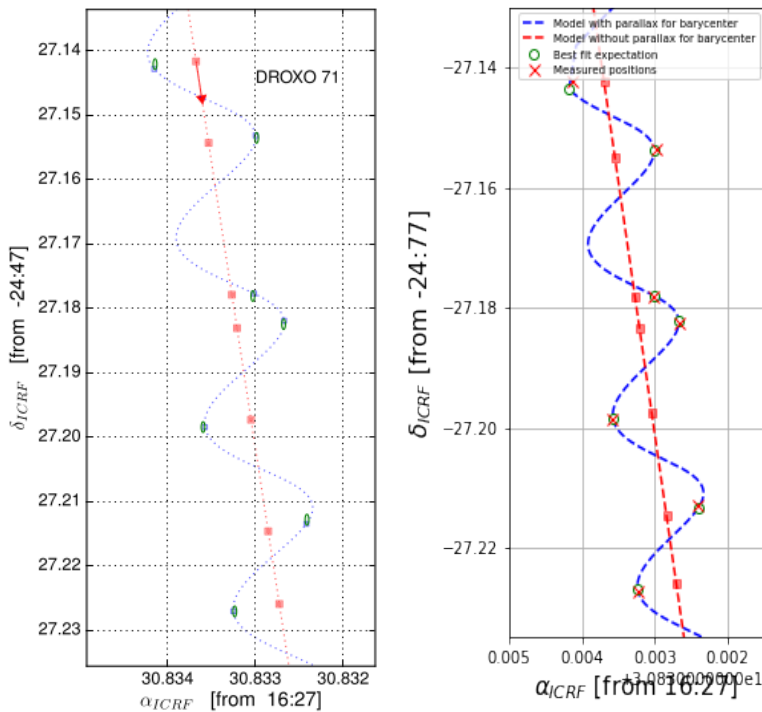 27.14
27.15
27.16
27.17
27.18
27.19
27.20
27.21
27.22
27.23
δICRF [from -24:47]
DROXO 71
30.834 30.833 30.832
αICRF [from 16:27]
Model with parallax for barycenter
Model without parallax for barycenter
Best fit expectation
Measured positions
−27.14
−27.16
−27.18
−27.20
−27.22
δICRF [from -24:77]
0.005 0.004 0.003 0.002
+3.0830000000e1
αICRF [from 16:27]